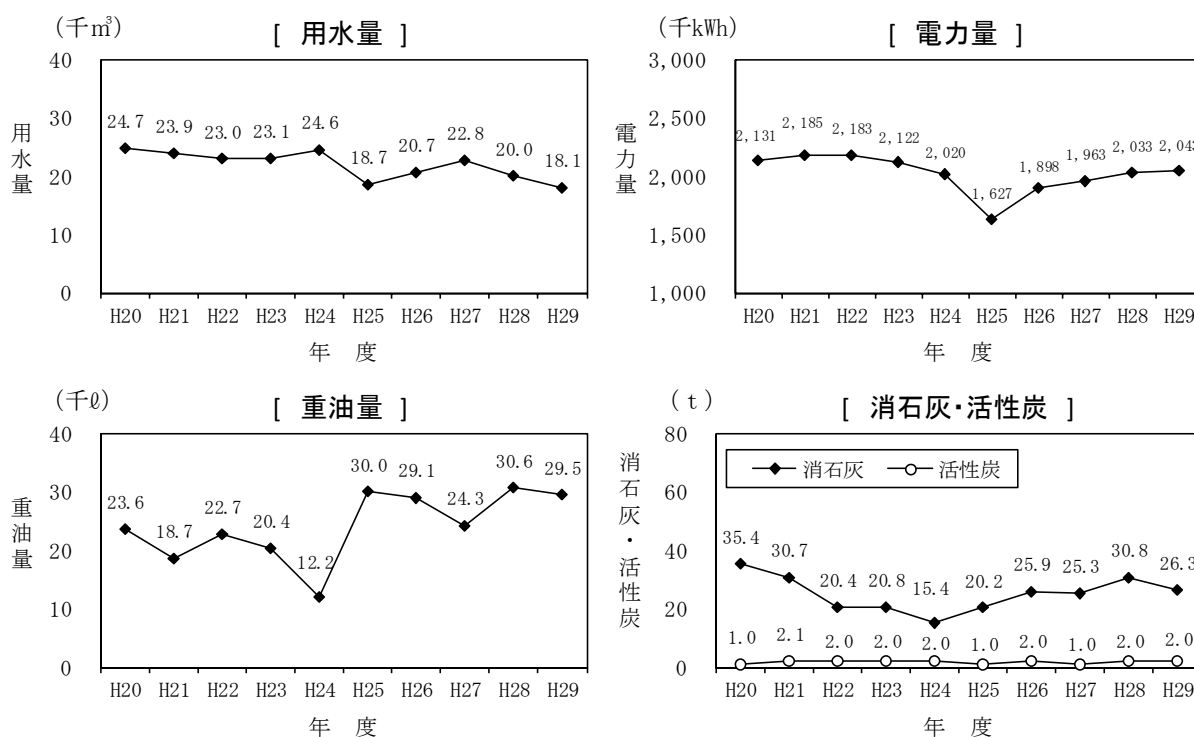 (千㎥)
[ 用水量 ]
40
30
20
10
0
用水量
24.7 23.9 23.0 23.1 24.6 18.7 20.7 22.8 20.0 18.1
H20 H21 H22 H23 H24 H25 H26 H27 H28 H29
年 度
(千kWh)
[ 電力量 ]
3,000
2,500
2,000
1,500
1,000
電力量
2,131 2,185 2,183 2,122 2,020 1,627 1,898 1,963 2,033 2,043
H20 H21 H22 H23 H24 H25 H26 H27 H28 H29
年 度
(千ℓ)
[ 重油量 ]
40
30
20
10
0
重油量
23.6 18.7 22.7 20.4 12.2 30.0 29.1 24.3 30.6 29.5
H20 H21 H22 H23 H24 H25 H26 H27 H28 H29
年 度
(t)
[ 消石灰・活性炭 ]
80
60
40
20
0
消石灰・活性炭
消石灰 活性炭
35.4 30.7 20.4 20.8 15.4 20.2 25.9 25.3 30.8 26.3
1.0 2.1 2.0 2.0 2.0 1.0 2.0 1.0 2.0 2.0
H20 H21 H22 H23 H24 H25 H26 H27 H28 H29
年 度